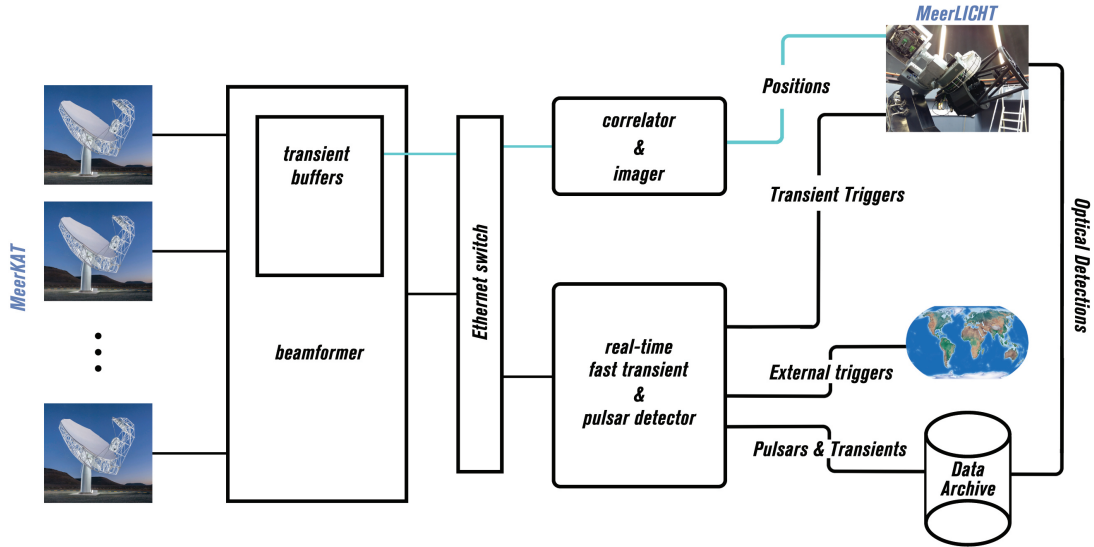 MeerLICHT
MeerKAT
transient
buffers
beamformer
Ethernet switch
correlator
&
imager
Positions
Transient Triggers
real-time
fast transient
&
pulsar detector
External triggers
Pulsars & Transients
Data
Archive
Optical Detections